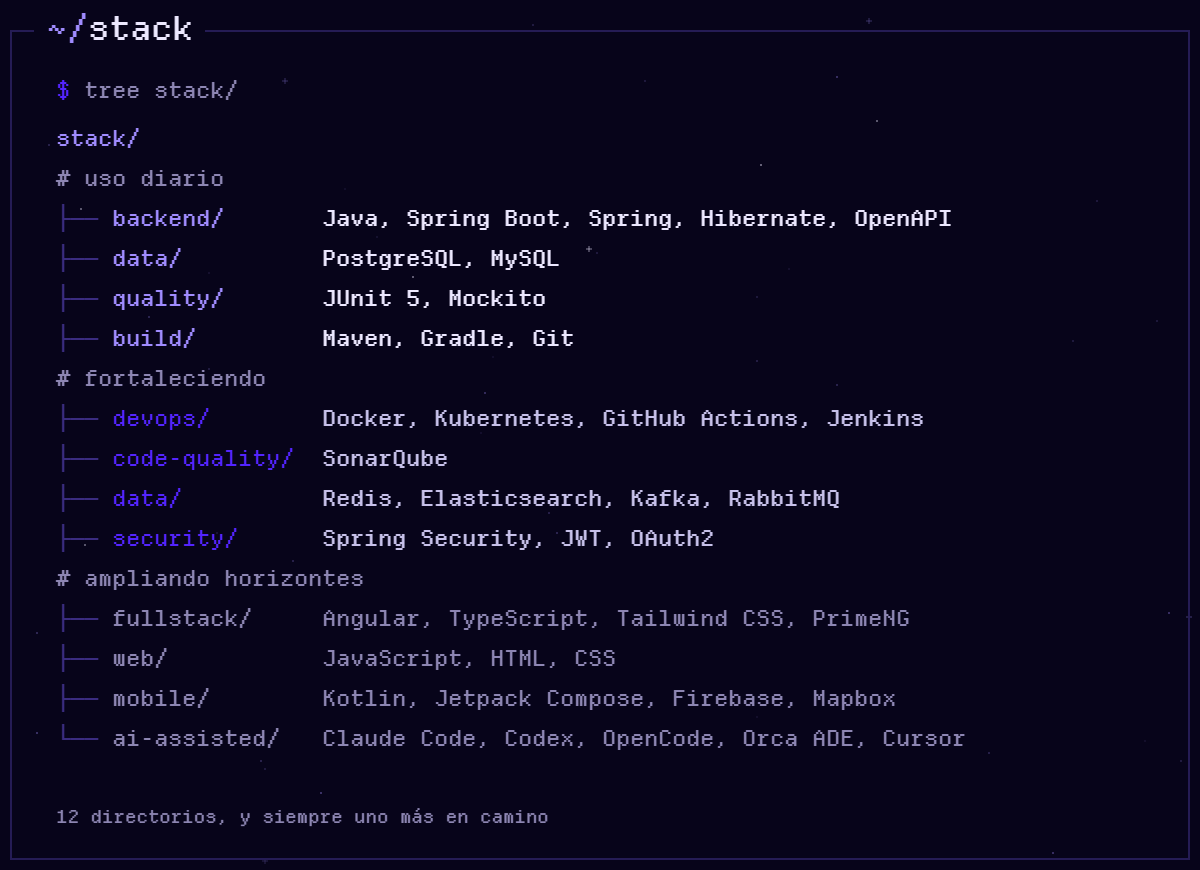 ~/stack
$ tree stack/
stack/
# uso diario
├── backend/ Java, Spring Boot, Spring, Hibernate, OpenAPI
├── data/ PostgreSQL, MySQL
├── quality/ JUnit 5, Mockito
├── build/ Maven, Gradle, Git
# fortaleciendo
├── devops/ Docker, Kubernetes, GitHub Actions, Jenkins
├── code-quality/ SonarQube
├── data/ Redis, Elasticsearch, Kafka, RabbitMQ
├── security/ Spring Security, JWT, OAuth2
# ampliando horizontes
├── fullstack/ Angular, TypeScript, Tailwind CSS, PrimeNG
├── web/ JavaScript, HTML, CSS
├── mobile/ Kotlin, Jetpack Compose, Firebase, Mapbox
└── ai-assisted/ Claude Code, Codex, OpenCode, Orca ADE, Cursor
12 directorios, y siempre uno más en camino